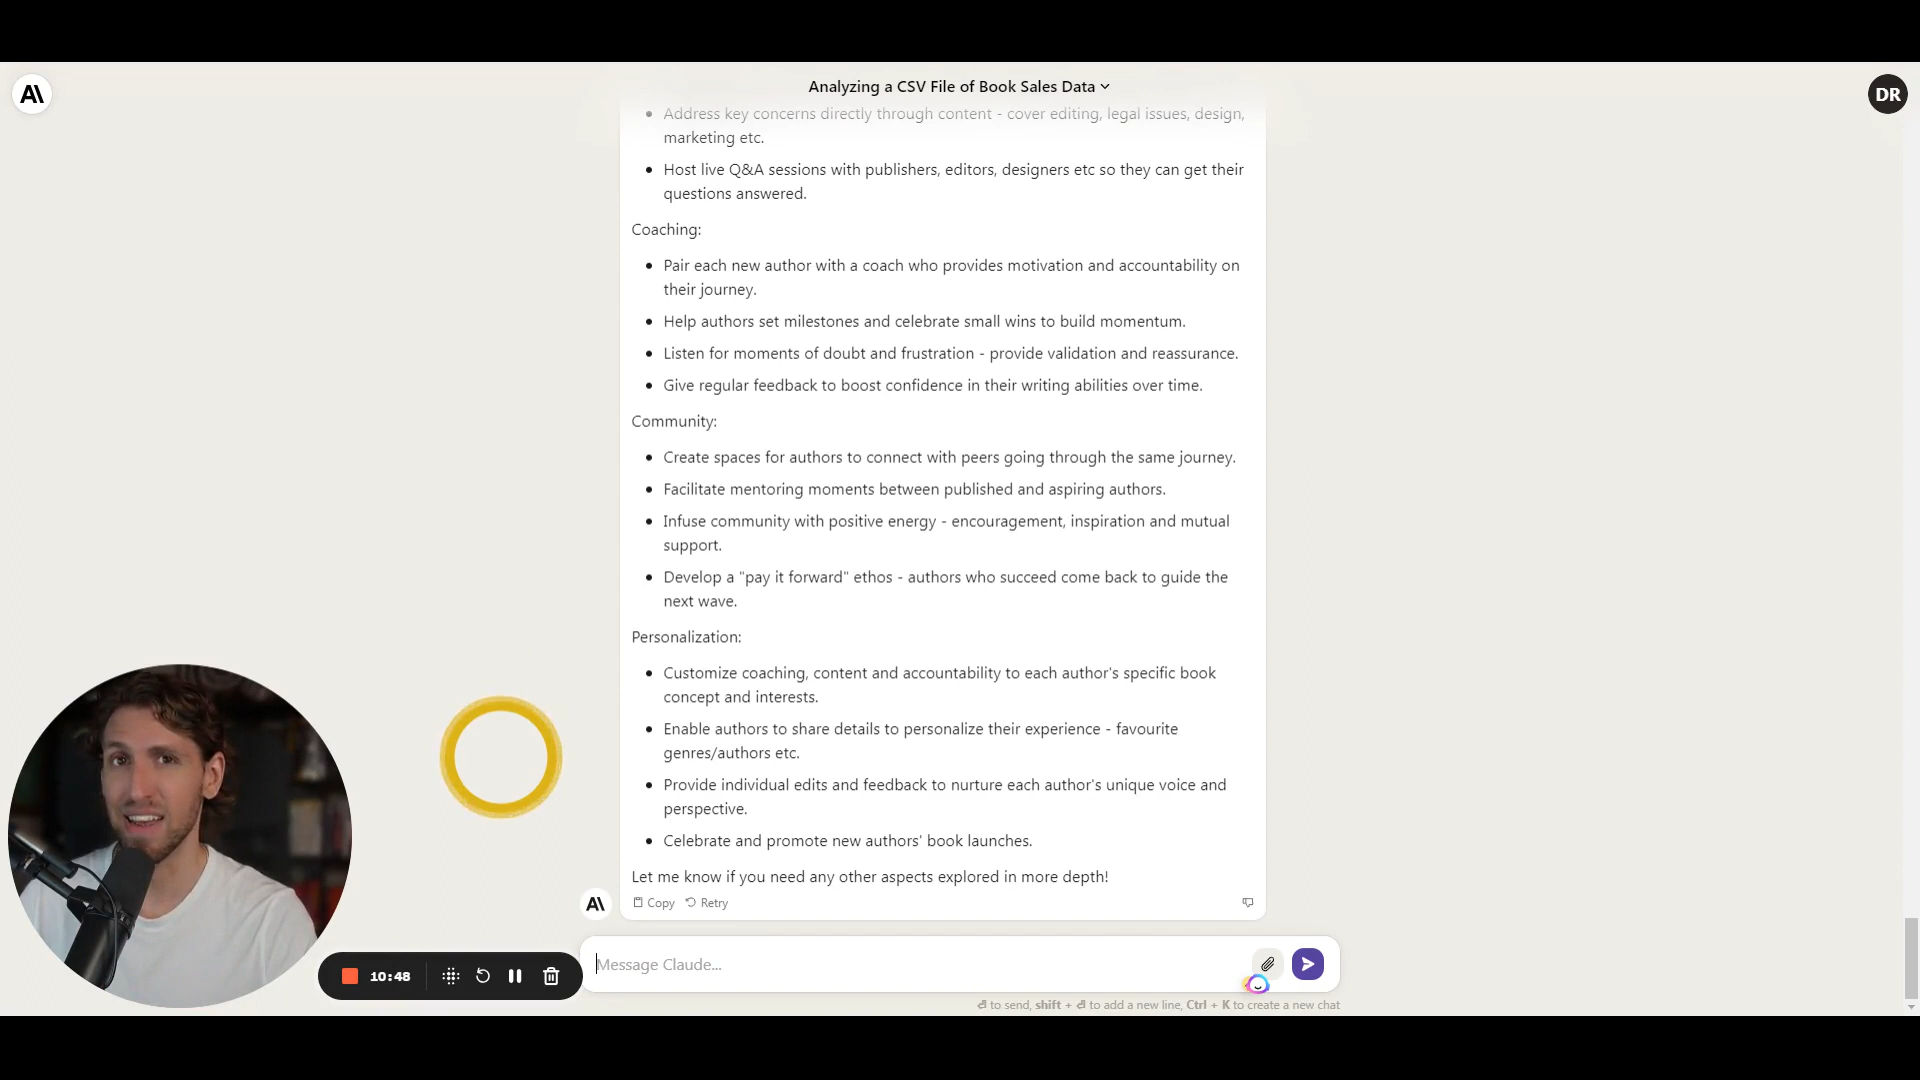 Analyzing a CSV File of Book Sales Data
DR
• Address key concerns directly through content - cover editing, legal issues, design,
marketing etc.
• Host live Q&A sessions with publishers, editors, designers etc so they can get their
questions answered.
Coaching:
• Pair each new author with a coach who provides motivation and accountability on
their journey.
• Help authors set milestones and celebrate small wins to build momentum.
• Listen for moments of doubt and frustration - provide validation and reassurance.
• Give regular feedback to boost confidence in their writing abilities over time.
Community:
• Create spaces for authors to connect with peers going through the same journey.
• Facilitate mentoring moments between published and aspiring authors.
• Infuse community with positive energy - encouragement, inspiration and mutual
support.
• Develop a "pay it forward" ethos - authors who succeed come back to guide the
next wave.
Personalization:
• Customize coaching, content and accountability to each author's specific book
concept and interests.
• Enable authors to share details to personalize their experience - favourite
genres/authors etc.
• Provide individual edits and feedback to nurture each author's unique voice and
perspective.
• Celebrate and promote new authors' book launches.
Let me know if you need any other aspects explored in more depth!
Copy Retry
Message Claude...
10:48
⏎ to send, shift + ⏎ to add a new line, Ctrl + K to create a new chat